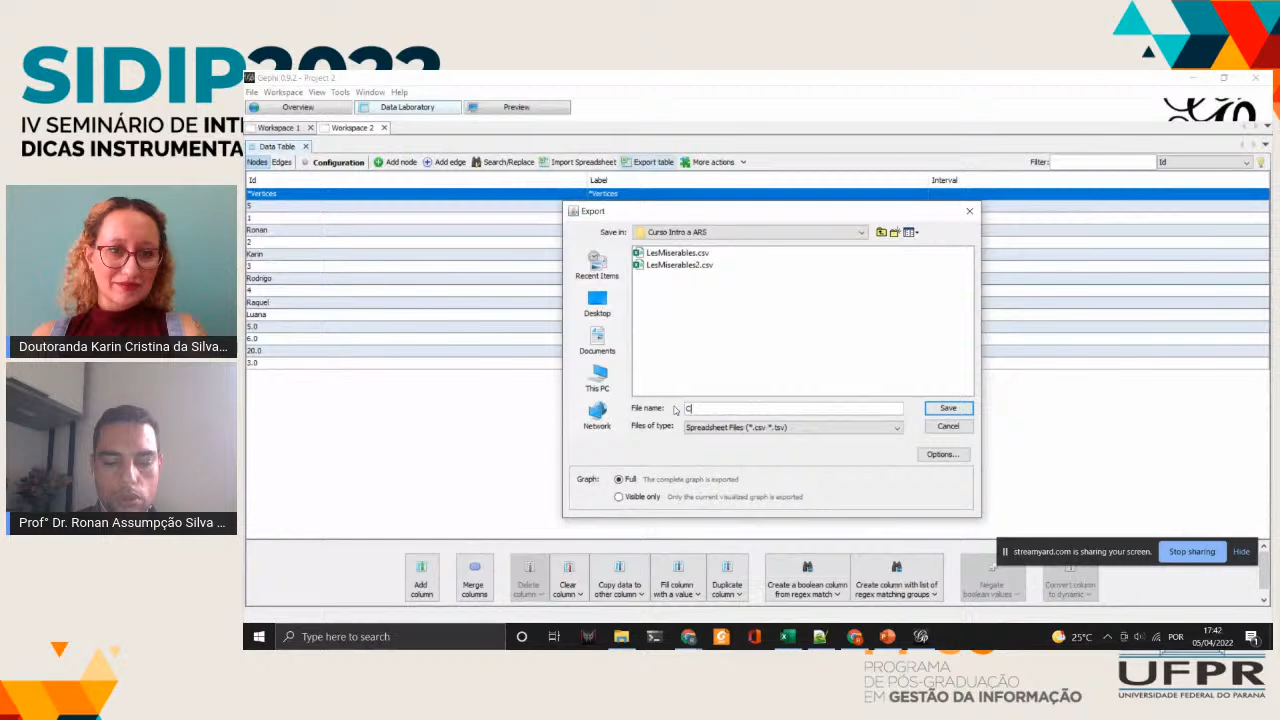 SIDIP2022
IV SEMINÁRIO DE INT
DICAS INSTRUMENTA
Gephi 0.9.2 - Project 2
File Workspace View Tools Window Help
Overview Data Laboratory Preview
Workspace 1 Workspace 2
Data Table
Nodes Edges Configuration Add node Add edge Search/Replace Import Spreadsheet Export table More actions Filter: Id
Id Label Interval
*Vertices *Vertices
5
1
Ronan
2
Karin
3
Rodrigo
4
Raquel
Luana
5.0
6.0
20.0
3.0
Export
Save in: Curso Intro a ARS
LesMiserables.csv
LesMiserables2.csv
Recent Items
Desktop
Documents
This PC
Network
File name: C
Save
Files of type: Spreadsheet Files (*.csv *.tsv)
Cancel
Options...
Graph: Full The complete graph is exported
Visible only Only the current visualized graph is exported
Doutoranda Karin Cristina da Silva...
Prof° Dr. Ronan Assumpção Silva ...
streamyard.com is sharing your screen. Stop sharing Hide
Add column
Merge columns
Delete column
Clear column
Copy data to other column
Fill column with a value
Duplicate column
Create a boolean column from regex match
Create column with list of regex matching groups
Negate boolean values
Convert column to dynamic
Type here to search
25°C POR 17:42
05/04/2022
PROGRAMA
DE PÓS-GRADUAÇÃO
EM GESTÃO DA INFORMAÇÃO
UFPR
UNIVERSIDADE FEDERAL DO PARANÁ